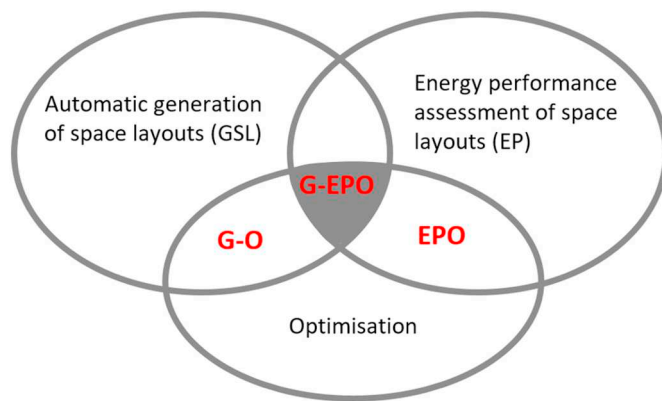 Automatic generation
of space layouts (GSL)
Energy performance
assessment of space
layouts (EP)
G-EPO
G-O
EPO
Optimisation